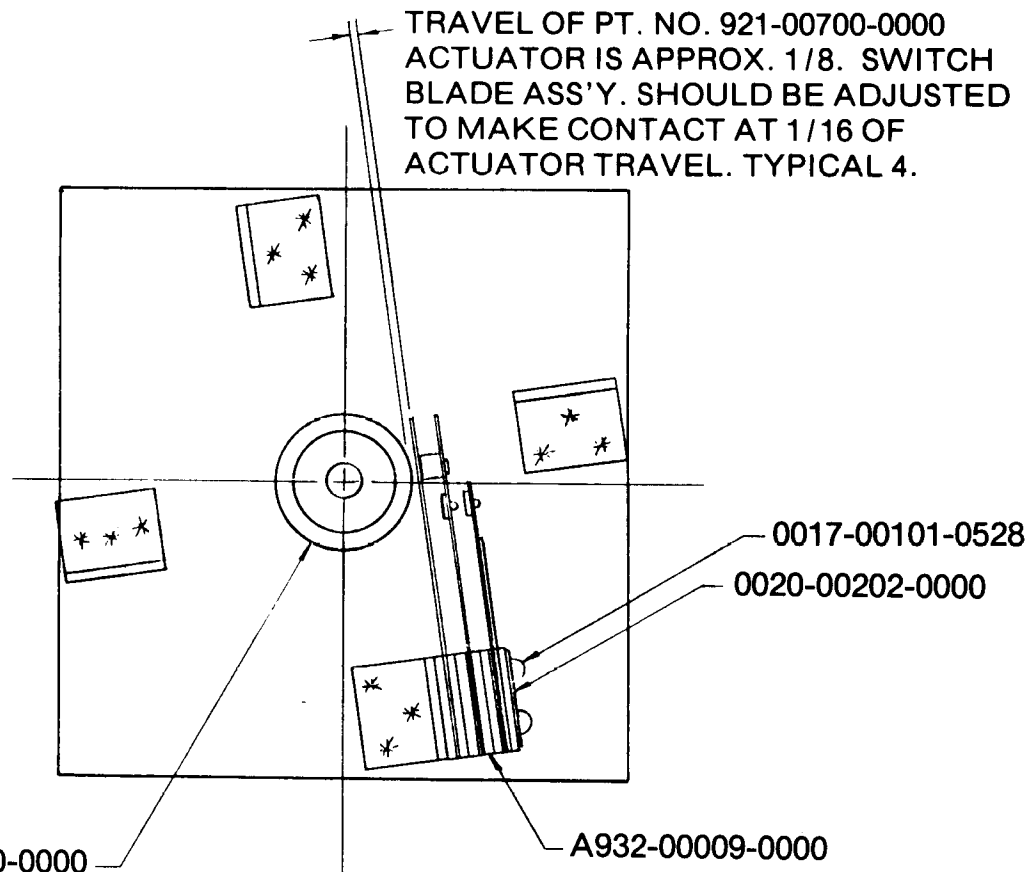 TRAVEL OF PT. NO. 921-00700-0000
ACTUATOR IS APPROX. 1/8. SWITCH
BLADE ASS'Y. SHOULD BE ADJUSTED
TO MAKE CONTACT AT 1/16 OF
ACTUATOR TRAVEL. TYPICAL 4.
0017-00101-0528
0020-00202-0000
A932-00009-0000
0-0000